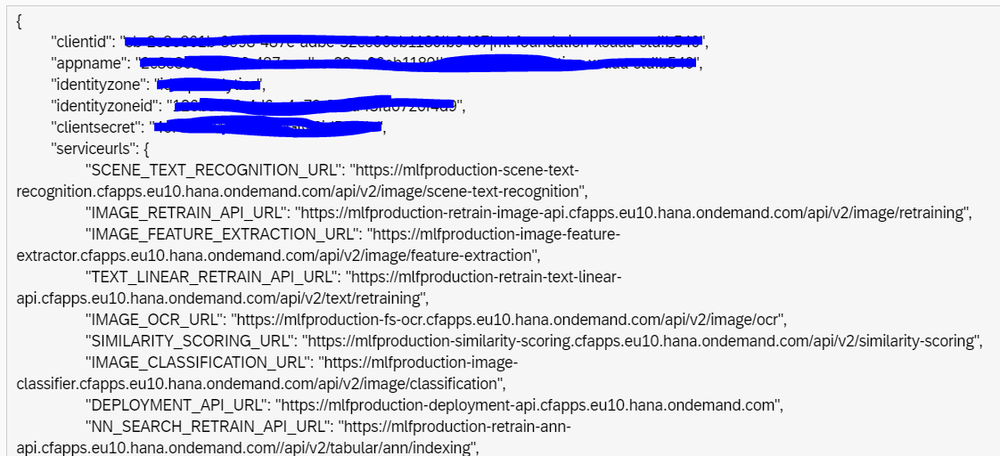 {
"clientid": "
",
"appname": "
",
"identityzone": "
",
"identityzoneid": "
",
"clientsecret": "
",
"serviceurls": {
"SCENE_TEXT_RECOGNITION_URL": "https://mlfproduction-scene-text-
recognition.cfapps.eu10.hana.ondemand.com/api/v2/image/scene-text-recognition",
"IMAGE_RETRAIN_API_URL": "https://mlfproduction-retrain-image-api.cfapps.eu10.hana.ondemand.com/api/v2/image/retraining",
"IMAGE_FEATURE_EXTRACTION_URL": "https://mlfproduction-image-feature-
extractor.cfapps.eu10.hana.ondemand.com/api/v2/image/feature-extraction",
"TEXT_LINEAR_RETRAIN_API_URL": "https://mlfproduction-retrain-text-linear-
api.cfapps.eu10.hana.ondemand.com/api/v2/text/retraining",
"IMAGE_OCR_URL": "https://mlfproduction-fs-ocr.cfapps.eu10.hana.ondemand.com/api/v2/image/ocr",
"SIMILARITY_SCORING_URL": "https://mlfproduction-similarity-scoring.cfapps.eu10.hana.ondemand.com/api/v2/similarity-scoring",
"IMAGE_CLASSIFICATION_URL": "https://mlfproduction-image-
classifier.cfapps.eu10.hana.ondemand.com/api/v2/image/classification",
"DEPLOYMENT_API_URL": "https://mlfproduction-deployment-api.cfapps.eu10.hana.ondemand.com",
"NN_SEARCH_RETRAIN_API_URL": "https://mlfproduction-retrain-ann-
api.cfapps.eu10.hana.ondemand.com//api/v2/tabular/ann/indexing",